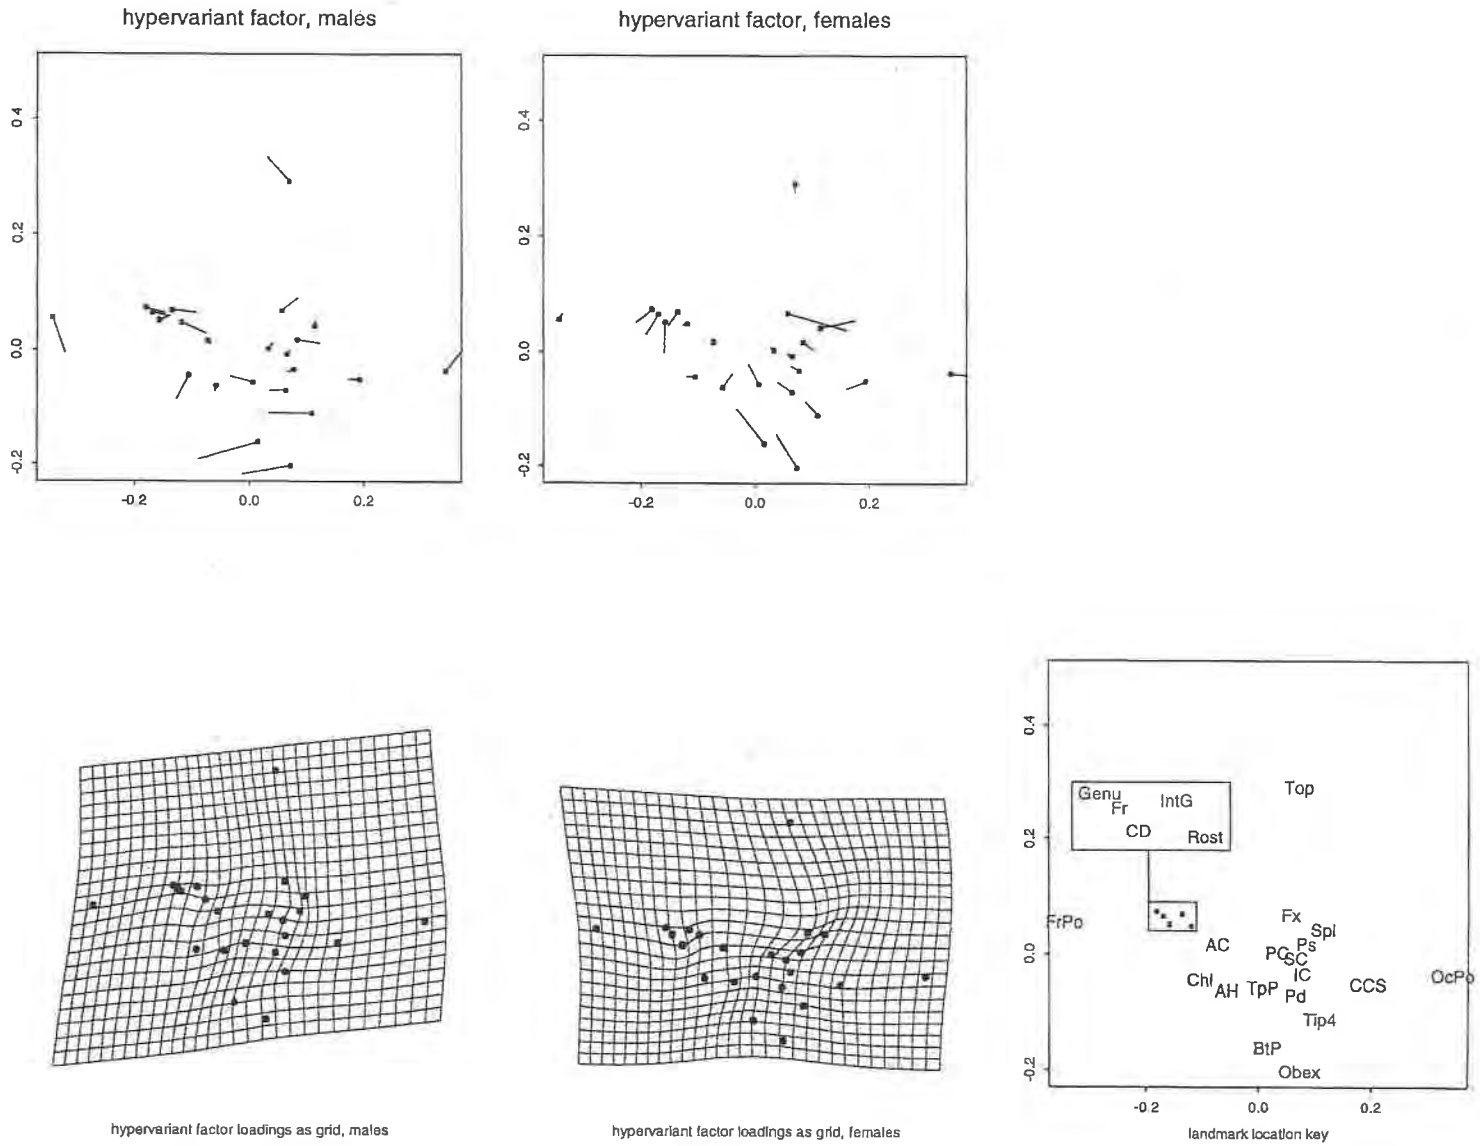 hypervariant factor, males
hypervariant factor, females
0.4
0.2
0.0
-0.2
-0.2 0.0 0.2
0.4
0.2
0.0
-0.2
-0.2 0.0 0.2
hypervariant factor loadings as grid, males
hypervariant factor loadings as grid, females
0.4
0.2
0.0
-0.2
Top
Genu
IntG
Fr
CD
Rost
FrPo
Fx
Spl
AC
Ps
PC
SC
IC
OcPo
Chi
AH
TpP
CCS
Pd
Tip4
BtP
Obex
-0.2 0.0 0.2
landmark location key